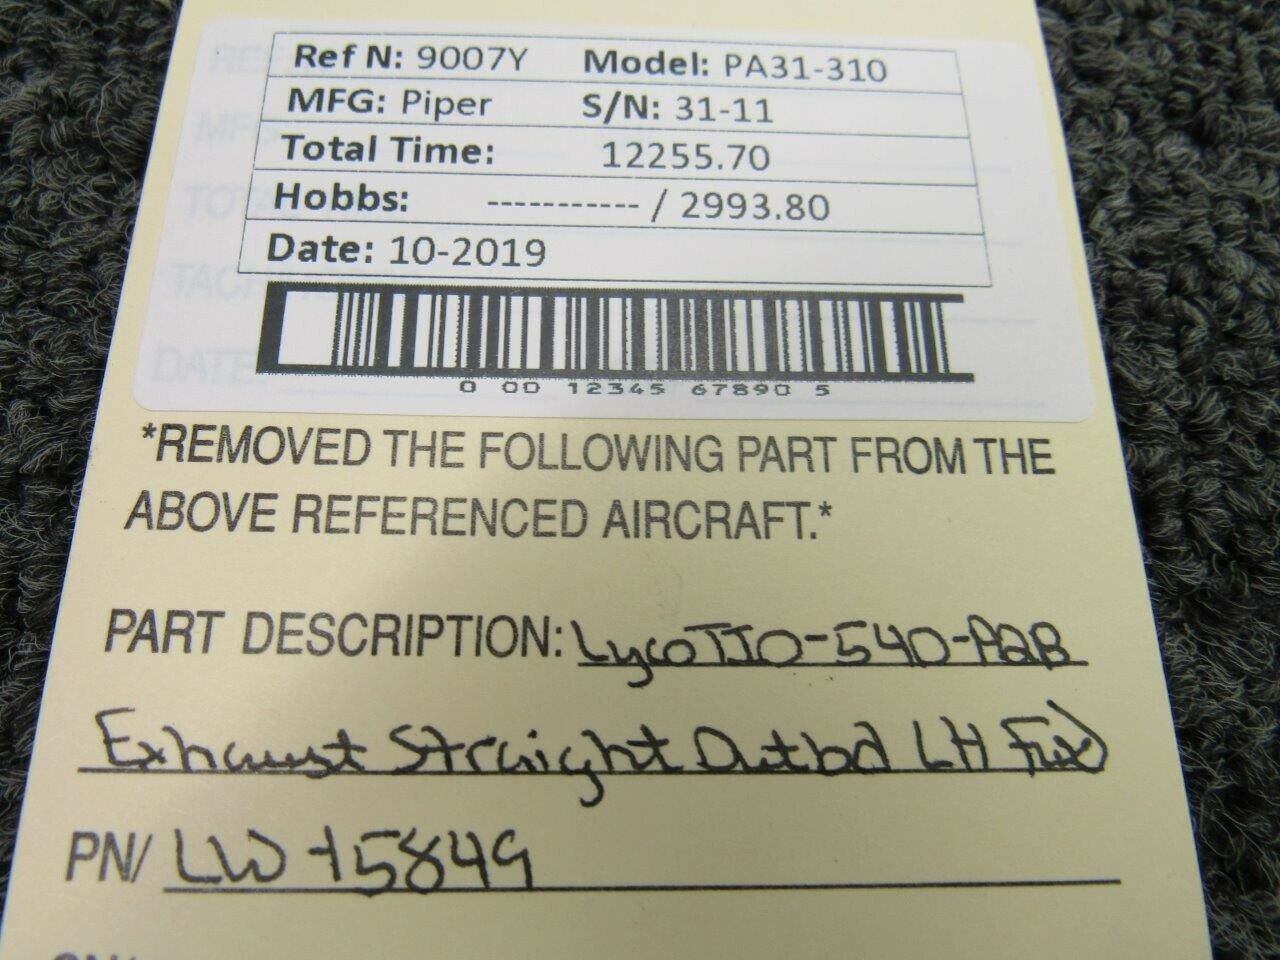 Ref N: 9007Y Model: PA31-310
MFG: Piper S/N: 31-11
Total Time: 12255.70
Hobbs: ----------- / 2993.80
Date: 10-2019
0 00 12345 67890 5
*REMOVED THE FOLLOWING PART FROM THE
ABOVE REFERENCED AIRCRAFT.*
PART DESCRIPTION: Lyco TIO-540-A2B
Exhaust Straight Outbd LH Fwd
PN/ LW-15849